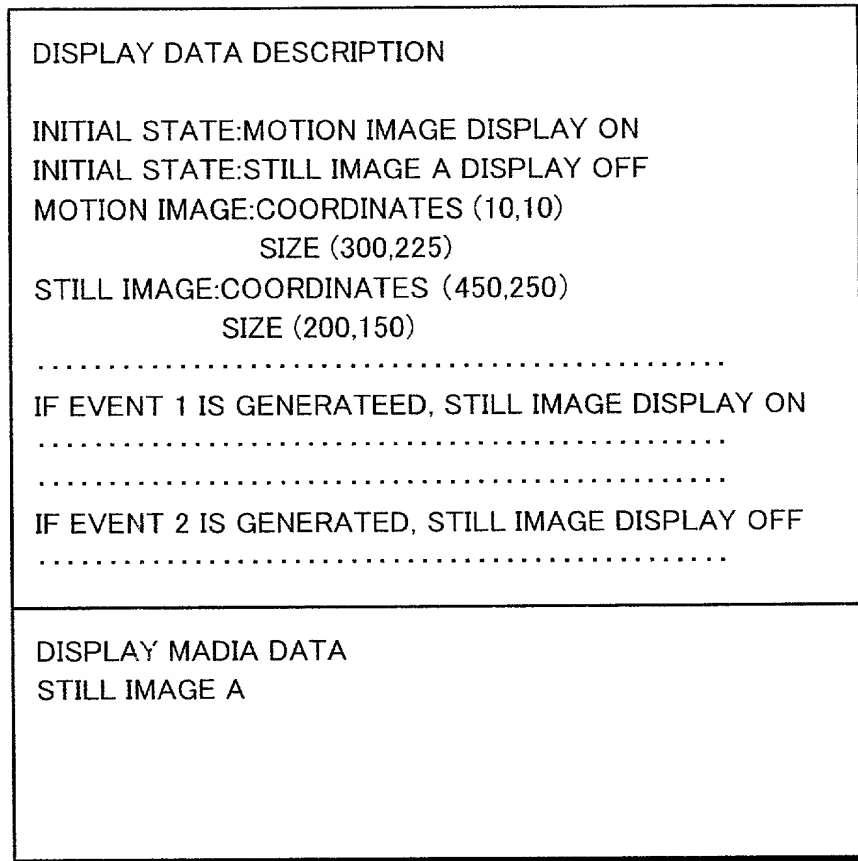 DISPLAY DATA DESCRIPTION
INITIAL STATE:MOTION IMAGE DISPLAY ON
INITIAL STATE:STILL IMAGE A DISPLAY OFF
MOTION IMAGE:COORDINATES (10,10)
SIZE (300,225)
STILL IMAGE:COORDINATES (450,250)
SIZE (200,150)
................................................
IF EVENT 1 IS GENERATEED, STILL IMAGE DISPLAY ON
................................................
................................................
IF EVENT 2 IS GENERATED, STILL IMAGE DISPLAY OFF
................................................
DISPLAY MADIA DATA
STILL IMAGE A